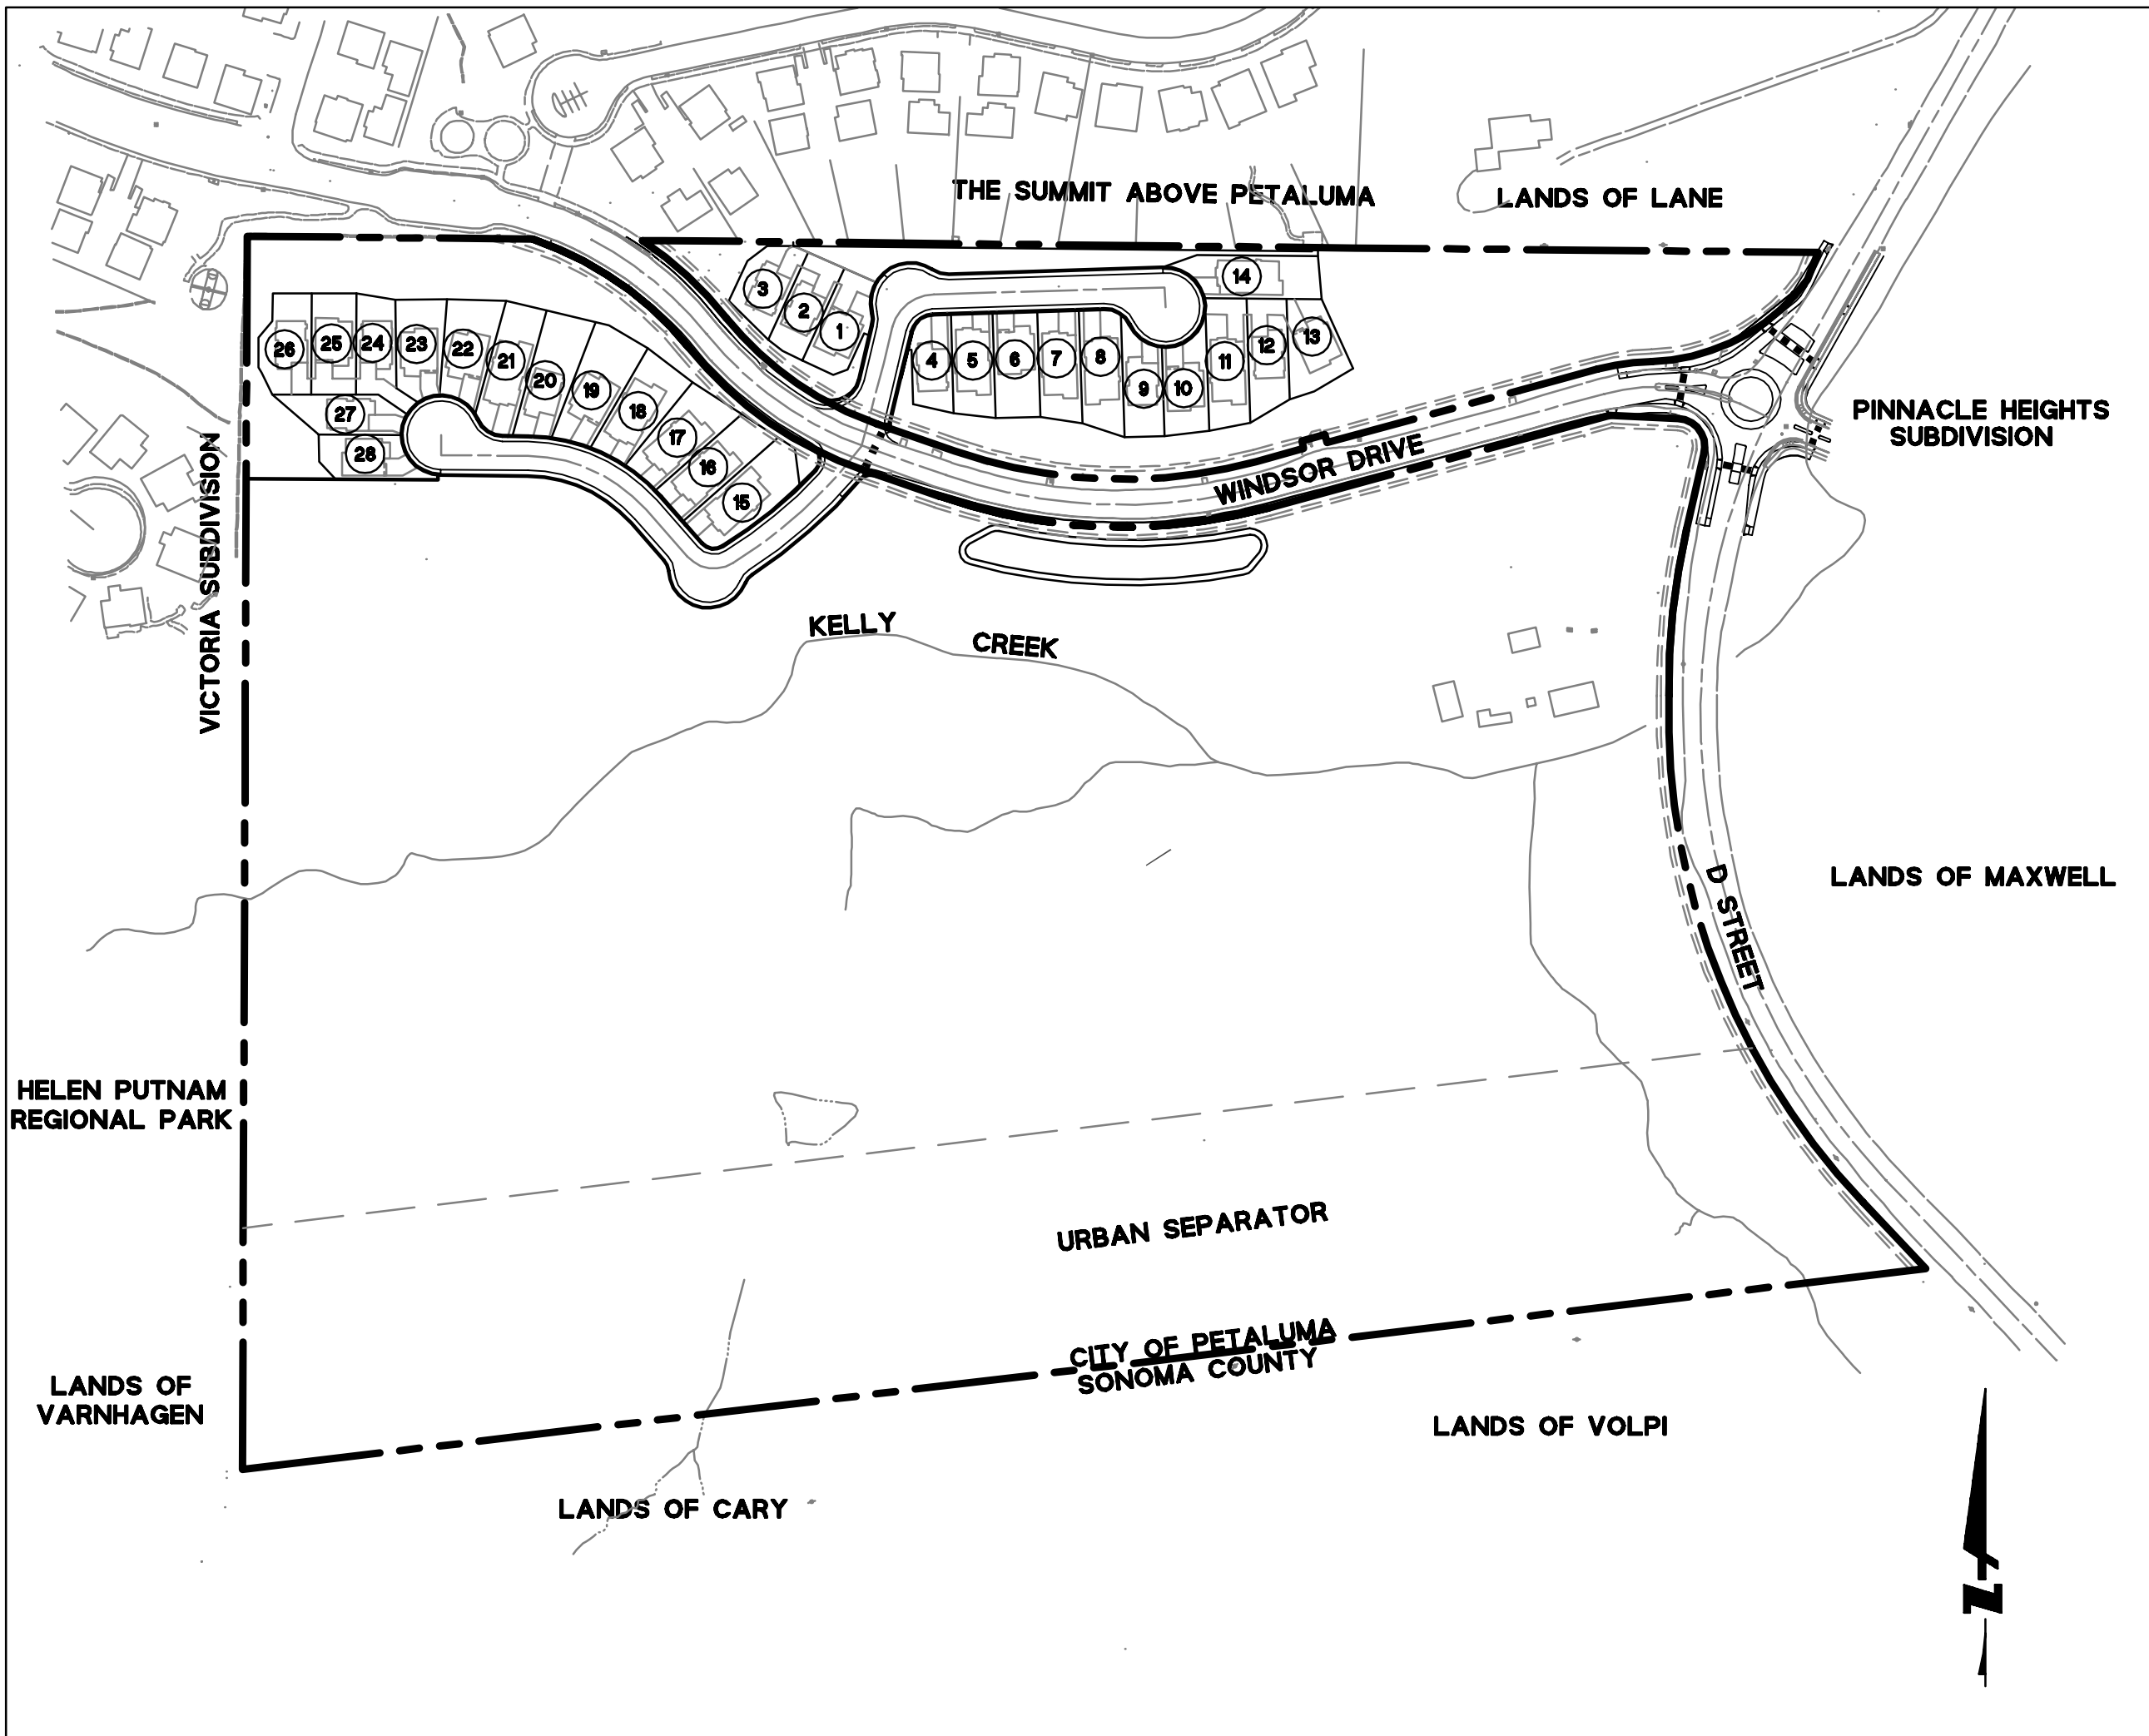 THE SUMMIT ABOVE PETALUMA
LANDS OF LANE
14
3
2
1
26
25
24
23
22
21
20
19
18
17
16
15
27
28
4
5
6
7
8
9
10
11
12
13
PINNACLE HEIGHTS
SUBDIVISION
WINDSOR DRIVE
VICTORIA SUBDIVISION
KELLY CREEK
LANDS OF MAXWELL
D STREET
HELEN PUTNAM
REGIONAL PARK
URBAN SEPARATOR
CITY OF PETALUMA
SONOMA COUNTY
LANDS OF
VARNHAGEN
LANDS OF VOLPI
LANDS OF CARY
Z